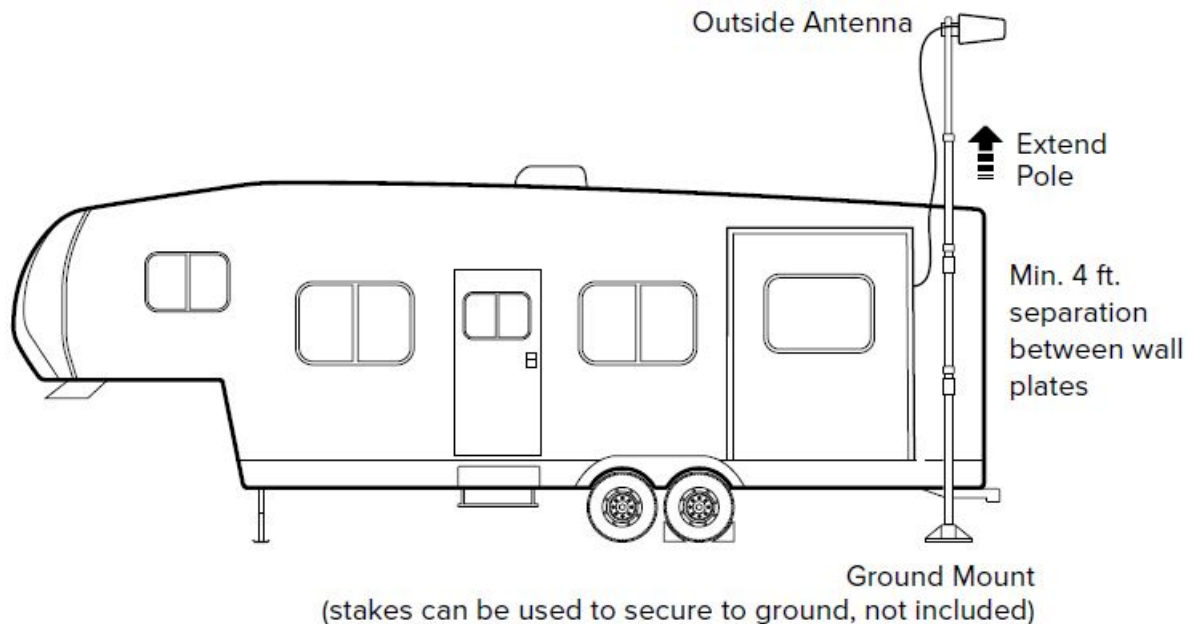 Outside Antenna
Extend
Pole
Min. 4 ft.
separation
between wall
plates
Ground Mount
(stakes can be used to secure to ground, not included)